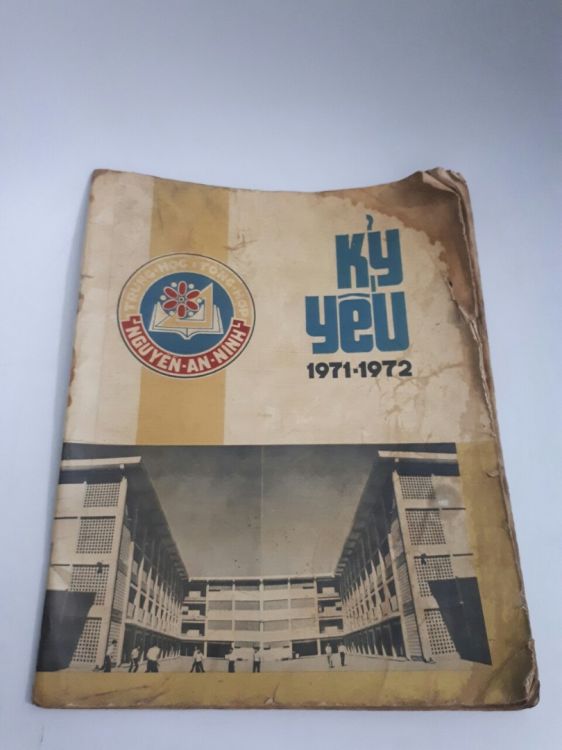 TRUNG·HỌC·TỔNG·HỢP
NGUYỄN-AN-NINH
KỶ
YẾU
1971-1972